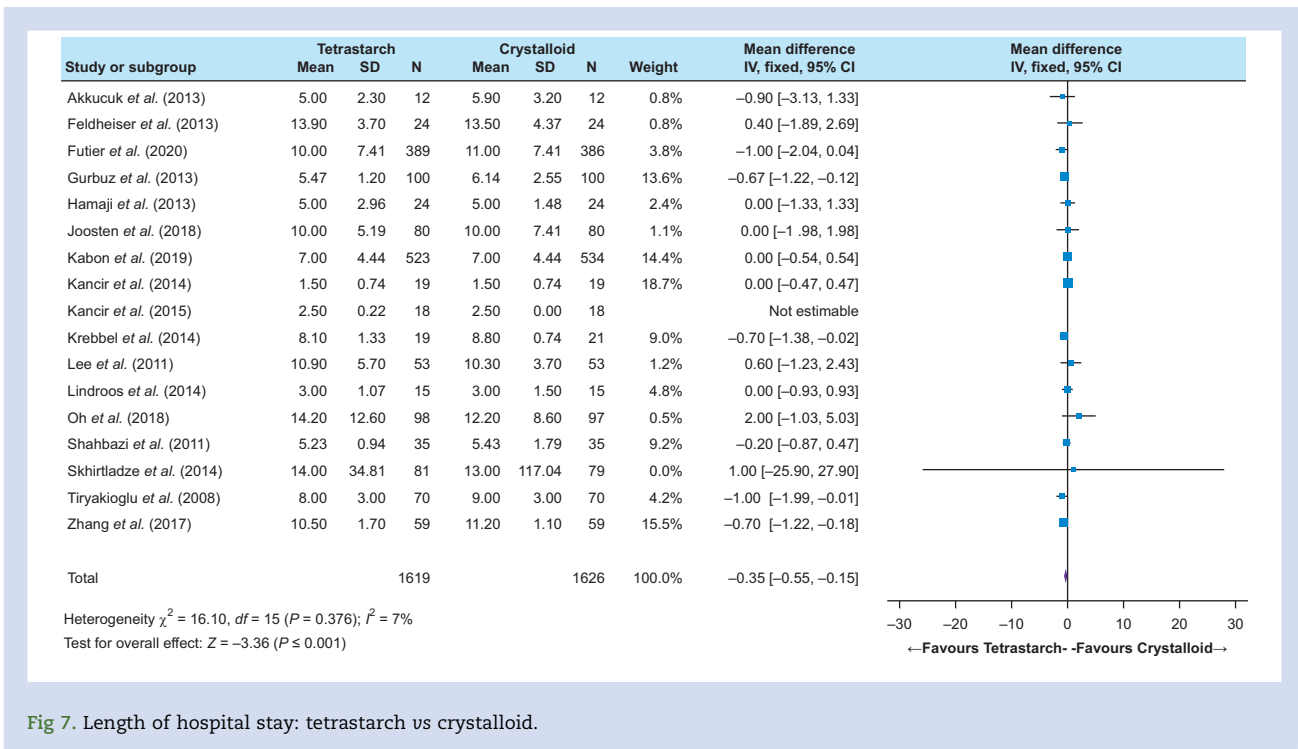 Tetrastarch Crystalloid Mean difference Mean difference
Study or subgroup Mean SD N Mean SD N Weight IV, fixed, 95% CI IV, fixed, 95% CI
Akkucuk et al. (2013) 5.00 2.30 12 5.90 3.20 12 0.8% –0.90 [–3.13, 1.33]
Feldheiser et al. (2013) 13.90 3.70 24 13.50 4.37 24 0.8% 0.40 [–1.89, 2.69]
Futier et al. (2020) 10.00 7.41 389 11.00 7.41 386 3.8% –1.00 [–2.04, 0.04]
Gurbuz et al. (2013) 5.47 1.20 100 6.14 2.55 100 13.6% –0.67 [–1.22, –0.12]
Hamaji et al. (2013) 5.00 2.96 24 5.00 1.48 24 2.4% 0.00 [–1.33, 1.33]
Joosten et al. (2018) 10.00 5.19 80 10.00 7.41 80 1.1% 0.00 [–1 .98, 1.98]
Kabon et al. (2019) 7.00 4.44 523 7.00 4.44 534 14.4% 0.00 [–0.54, 0.54]
Kancir et al. (2014) 1.50 0.74 19 1.50 0.74 19 18.7% 0.00 [–0.47, 0.47]
Kancir et al. (2015) 2.50 0.22 18 2.50 0.00 18 Not estimable
Krebbel et al. (2014) 8.10 1.33 19 8.80 0.74 21 9.0% –0.70 [–1.38, –0.02]
Lee et al. (2011) 10.90 5.70 53 10.30 3.70 53 1.2% 0.60 [–1.23, 2.43]
Lindroos et al. (2014) 3.00 1.07 15 3.00 1.50 15 4.8% 0.00 [–0.93, 0.93]
Oh et al. (2018) 14.20 12.60 98 12.20 8.60 97 0.5% 2.00 [–1.03, 5.03]
Shahbazi et al. (2011) 5.23 0.94 35 5.43 1.79 35 9.2% –0.20 [–0.87, 0.47]
Skhirtladze et al. (2014) 14.00 34.81 81 13.00 117.04 79 0.0% 1.00 [–25.90, 27.90]
Tiryakioglu et al. (2008) 8.00 3.00 70 9.00 3.00 70 4.2% –1.00 [–1.99, –0.01]
Zhang et al. (2017) 10.50 1.70 59 11.20 1.10 59 15.5% –0.70 [–1.22, –0.18]
Total 1619 1626 100.0% –0.35 [–0.55, –0.15]
Heterogeneity χ² = 16.10, df = 15 (P = 0.376); I² = 7%
Test for overall effect: Z = –3.36 (P ≤ 0.001)
–30 –20 –10 0 10 20 30
←Favours Tetrastarch- -Favours Crystalloid→
Fig 7. Length of hospital stay: tetrastarch vs crystalloid.